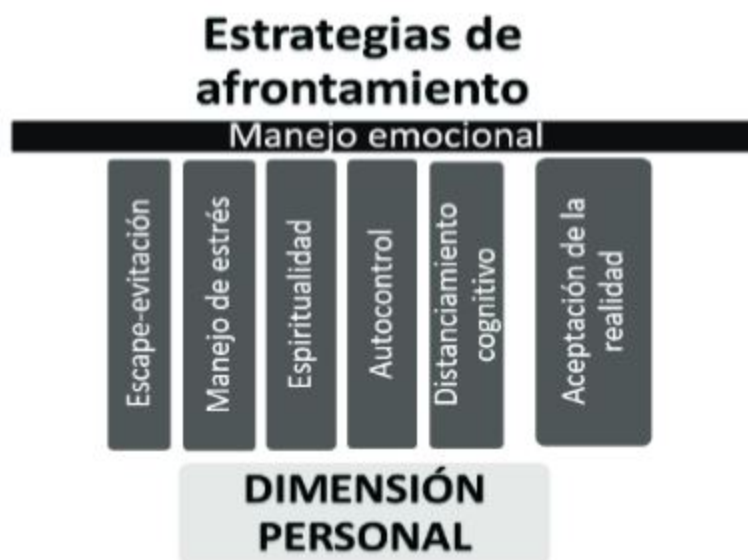 Estrategias de
afrontamiento
Manejo emocional
Escape-evitación
Manejo de estrés
Espiritualidad
Autocontrol
Distanciamiento
cognitivo
Aceptación de la
realidad
DIMENSIÓN
PERSONAL